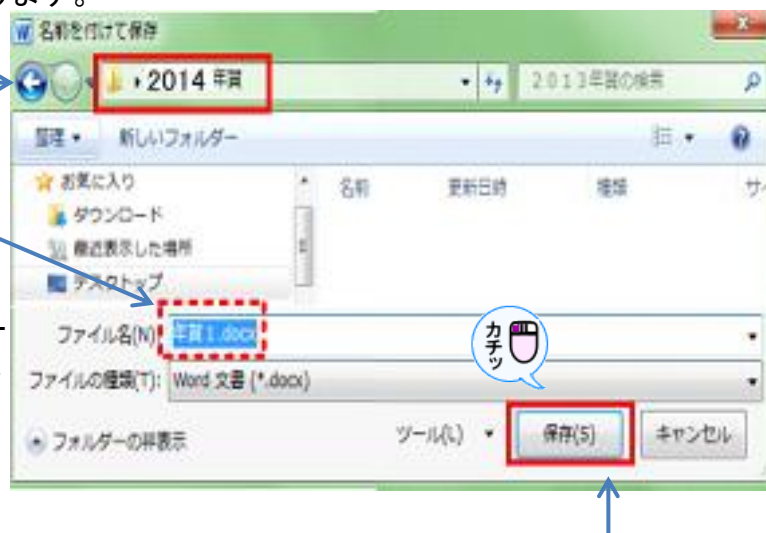 ます。
名前を付けて保存
2014 年賀
2013年賀の検索
整理
新しいフォルダー
お気に入り
名前 更新日時 種類 サ
ダウンロード
最近表示した場所
デスクトップ
ファイル名(N): 年賀1.docx
カチッ
ファイルの種類(T): Word 文書 (*.docx)
フォルダーの非表示 ツール(L) 保存(S) キャンセル